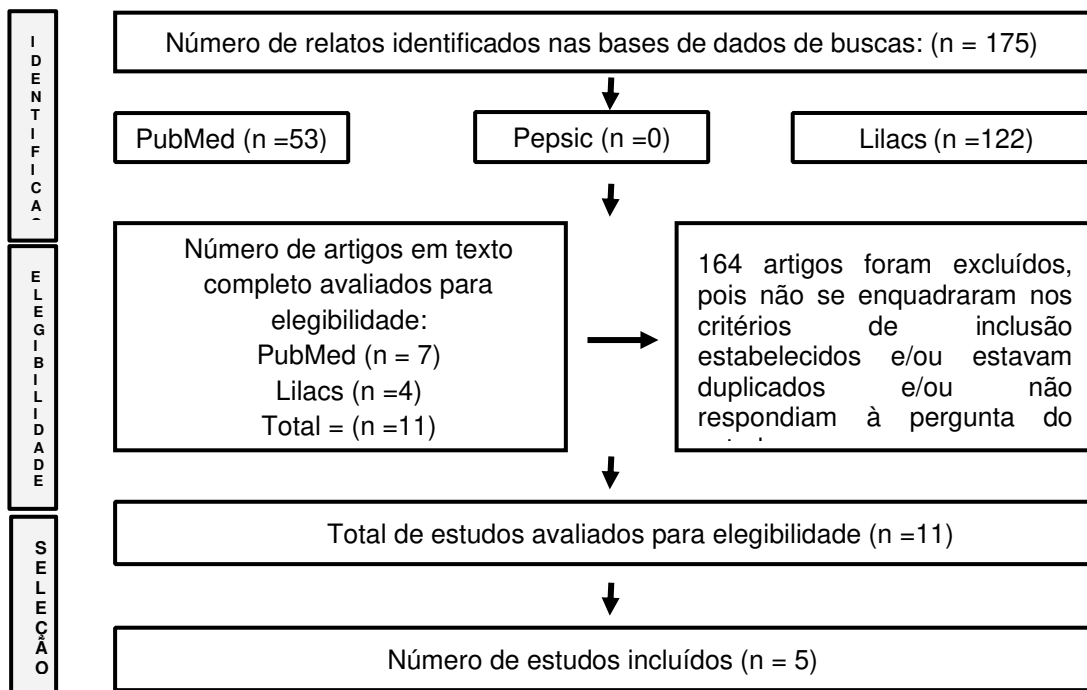 IDENTIFICA
Número de relatos identificados nas bases de dados de buscas: (n = 175)
PubMed (n =53)
Pepsic (n =0)
Lilacs (n =122)
ELEGIBILIDADE
Número de artigos em texto
completo avaliados para
elegibilidade:
PubMed (n = 7)
Lilacs (n =4)
Total = (n =11)
164 artigos foram excluídos,
pois não se enquadraram nos
critérios de inclusão
estabelecidos e/ou estavam
duplicados e/ou não
respondiam à pergunta do
Total de estudos avaliados para elegibilidade (n =11)
SELEÇÃO
Número de estudos incluídos (n = 5)